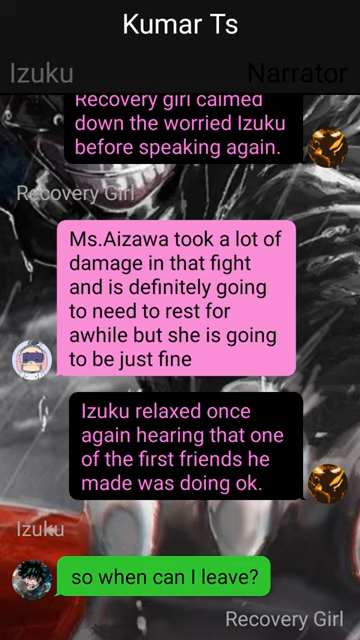 Kumar Ts
Izuku
Narrator
Recovery girl calmed
down the worried Izuku
before speaking again.
Recovery Girl
Ms.Aizawa took a lot of
damage in that fight
and is definitely going
to need to rest for
awhile but she is going
to be just fine
Izuku relaxed once
again hearing that one
of the first friends he
made was doing ok.
Izuku
so when can I leave?
Recovery Girl